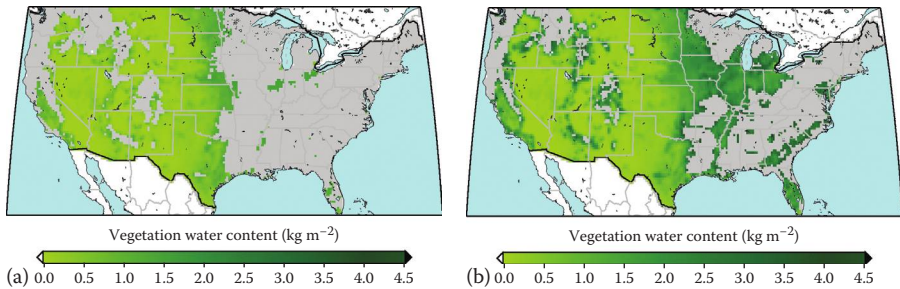 Vegetation water content (kg m⁻²)
(a) 0.0 0.5 1.0 1.5 2.0 2.5 3.0 3.5 4.0 4.5
Vegetation water content (kg m⁻²)
(b) 0.0 0.5 1.0 1.5 2.0 2.5 3.0 3.5 4.0 4.5